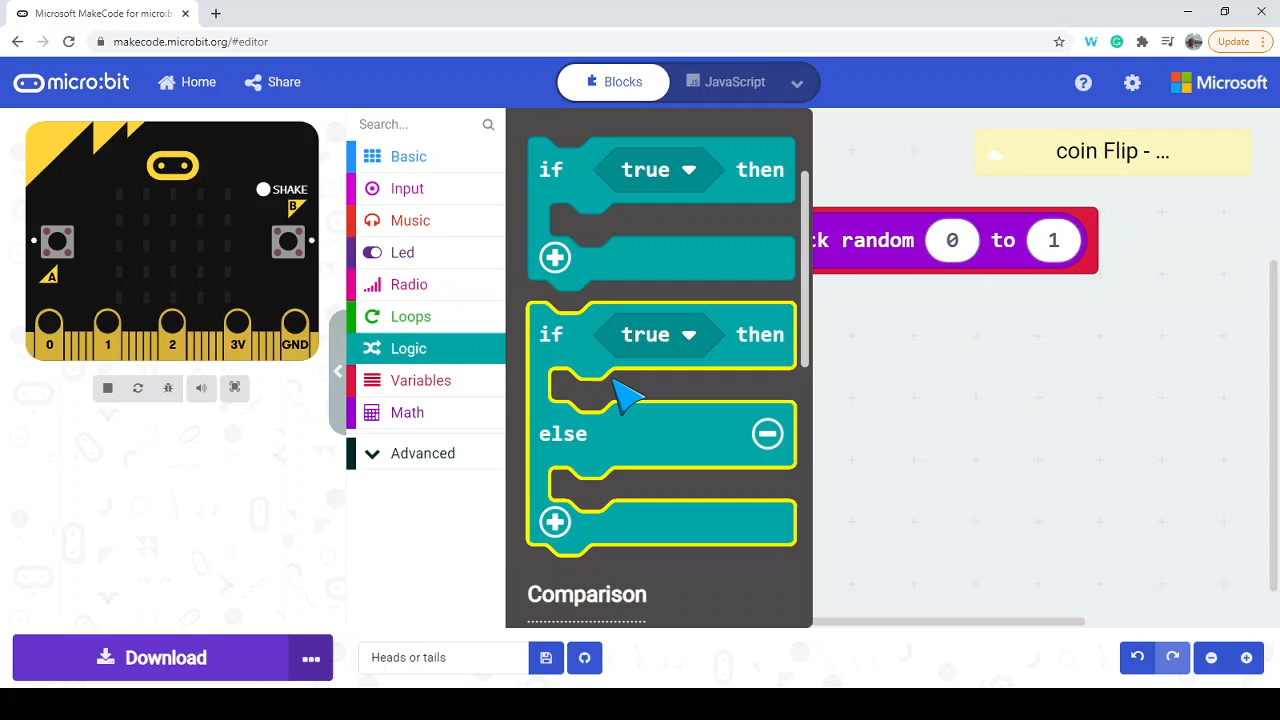 Microsoft MakeCode for micro:b
makecode.microbit.org/#editor
Update
micro:bit
Home
Share
Blocks
JavaScript
JS
Microsoft
SHAKE
B
A
0
1
2
3V
GND
Search...
Basic
Input
Music
Led
Radio
Loops
Logic
Variables
Math
Advanced
if
true
then
if
true
then
else
Comparison
coin Flip - ...
ck random
0
to
1
Download
Heads or tails